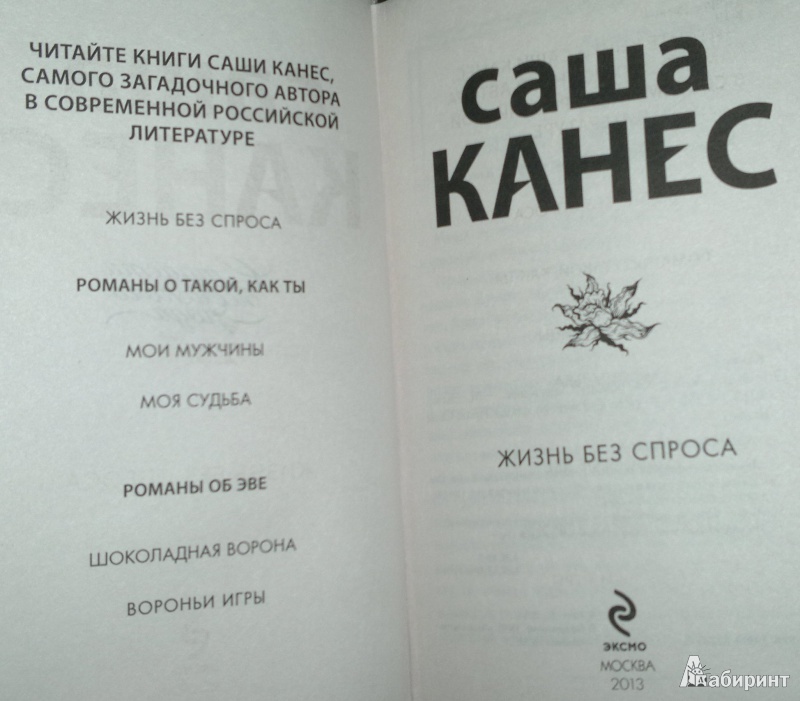 ЧИТАЙТЕ КНИГИ САШИ КАНЕС,
САМОГО ЗАГАДОЧНОГО АВТОРА
В СОВРЕМЕННОЙ РОССИЙСКОЙ
ЛИТЕРАТУРЕ
ЖИЗНЬ БЕЗ СПРОСА
РОМАНЫ О ТАКОЙ, КАК ТЫ
МОИ МУЖЧИНЫ
МОЯ СУДЬБА
РОМАНЫ ОБ ЭВЕ
ШОКОЛАДНАЯ ВОРОНА
ВОРОНЬИ ИГРЫ
саша
КАНЕС
ЖИЗНЬ БЕЗ СПРОСА
ЭКСМО
МОСКВА
2013
Лабиринт